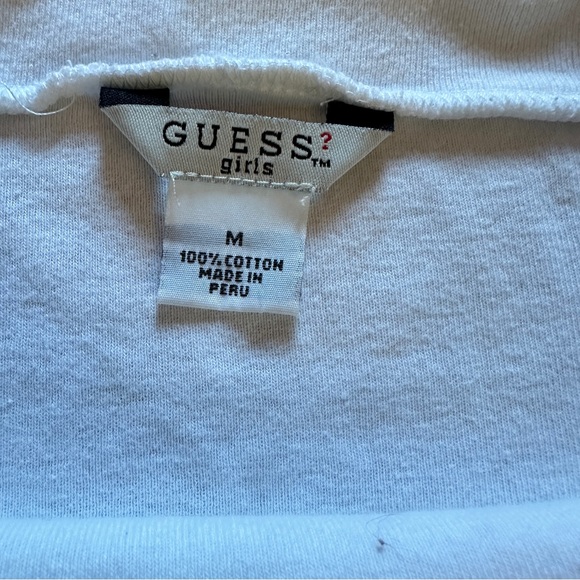 GUESS?™
girls
M
100% COTTON
MADE IN
PERU